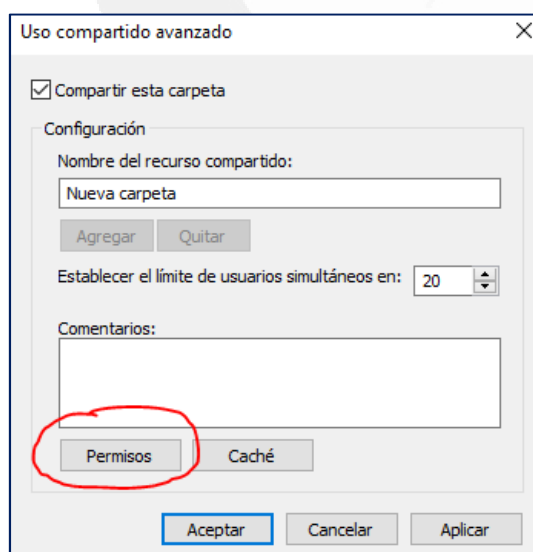 Uso compartido avanzado
Compartir esta carpeta
Configuración
Nombre del recurso compartido:
Nueva carpeta
Agregar Quitar
Establecer el límite de usuarios simultáneos en: 20
Comentarios:
Permisos Caché
Aceptar Cancelar Aplicar